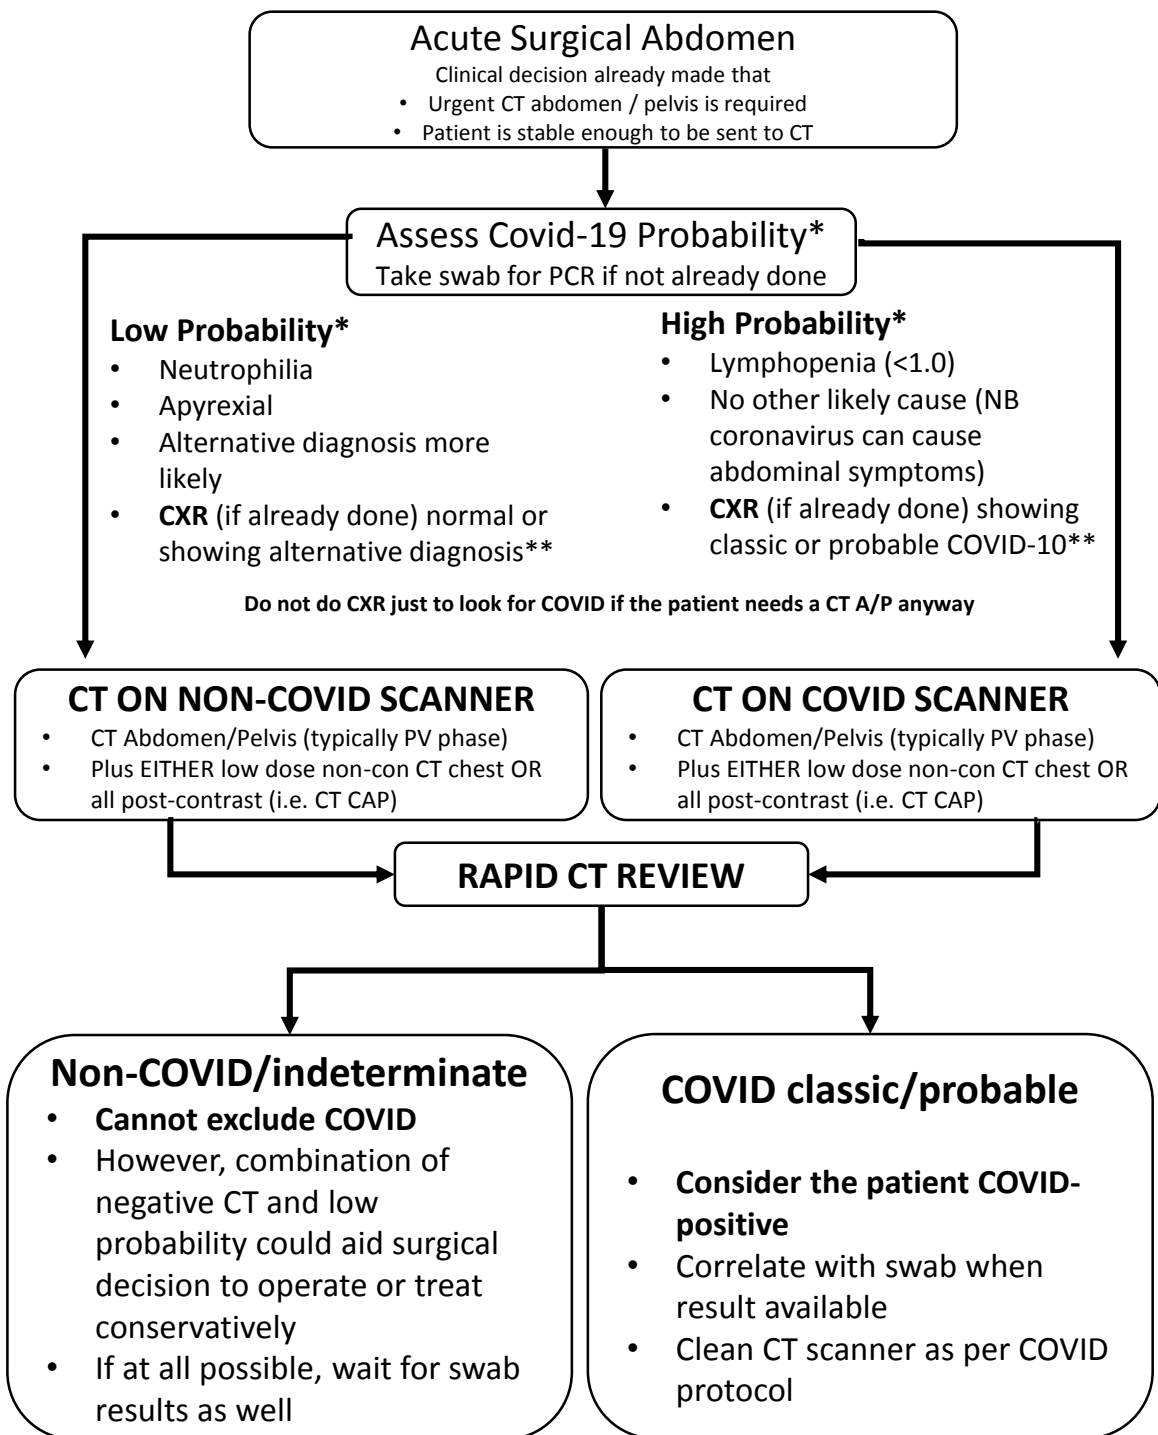 Acute Surgical Abdomen
Clinical decision already made that
• Urgent CT abdomen / pelvis is required
• Patient is stable enough to be sent to CT
Assess Covid-19 Probability*
Take swab for PCR if not already done
Low Probability*
• Neutrophilia
• Apyrexial
• Alternative diagnosis more
likely
• CXR (if already done) normal or
showing alternative diagnosis**
High Probability*
• Lymphopenia (<1.0)
• No other likely cause (NB
coronavirus can cause
abdominal symptoms)
• CXR (if already done) showing
classic or probable COVID-10**
Do not do CXR just to look for COVID if the patient needs a CT A/P anyway
CT ON NON-COVID SCANNER
• CT Abdomen/Pelvis (typically PV phase)
• Plus EITHER low dose non-con CT chest OR
all post-contrast (i.e. CT CAP)
CT ON COVID SCANNER
• CT Abdomen/Pelvis (typically PV phase)
• Plus EITHER low dose non-con CT chest OR
all post-contrast (i.e. CT CAP)
RAPID CT REVIEW
Non-COVID/indeterminate
• Cannot exclude COVID
• However, combination of
negative CT and low
probability could aid surgical
decision to operate or treat
conservatively
• If at all possible, wait for swab
results as well
COVID classic/probable
• Consider the patient COVID-
positive
• Correlate with swab when
result available
• Clean CT scanner as per COVID
protocol